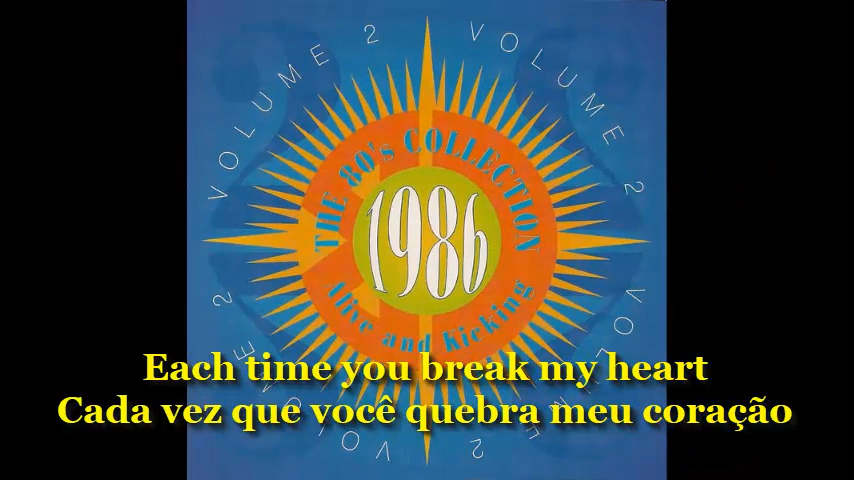 VOLUME 2 VOLUME 2 VOLUME 2 VOLUME 2
THE 80's COLLECTION
1986
Alive and Kicking
Each time you break my heart
Cada vez que você quebra meu coração